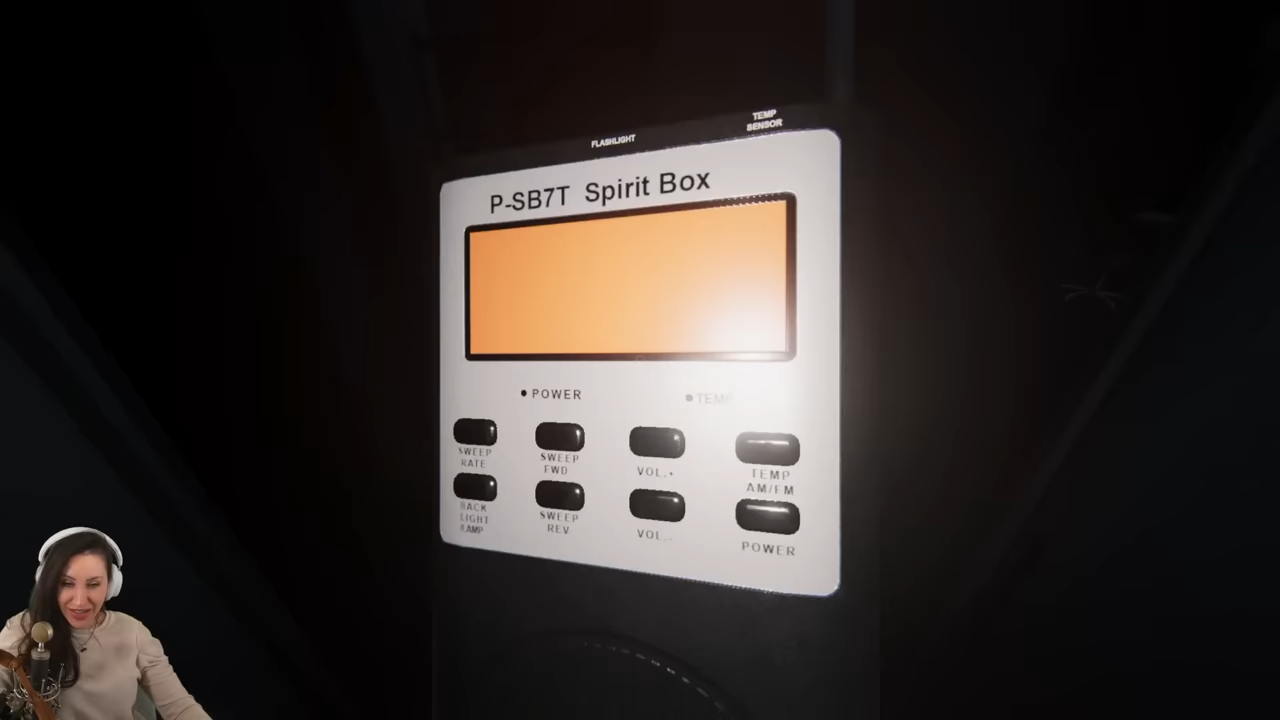 FLASHLIGHT
TEMP
SENSOR
P-SB7T Spirit Box
POWER
TEMP
SWEEP
RATE
SWEEP
FWD
VOL.+
TEMP
AM/FM
BACK
LIGHT
LAMP
SWEEP
REV
VOL.-
POWER